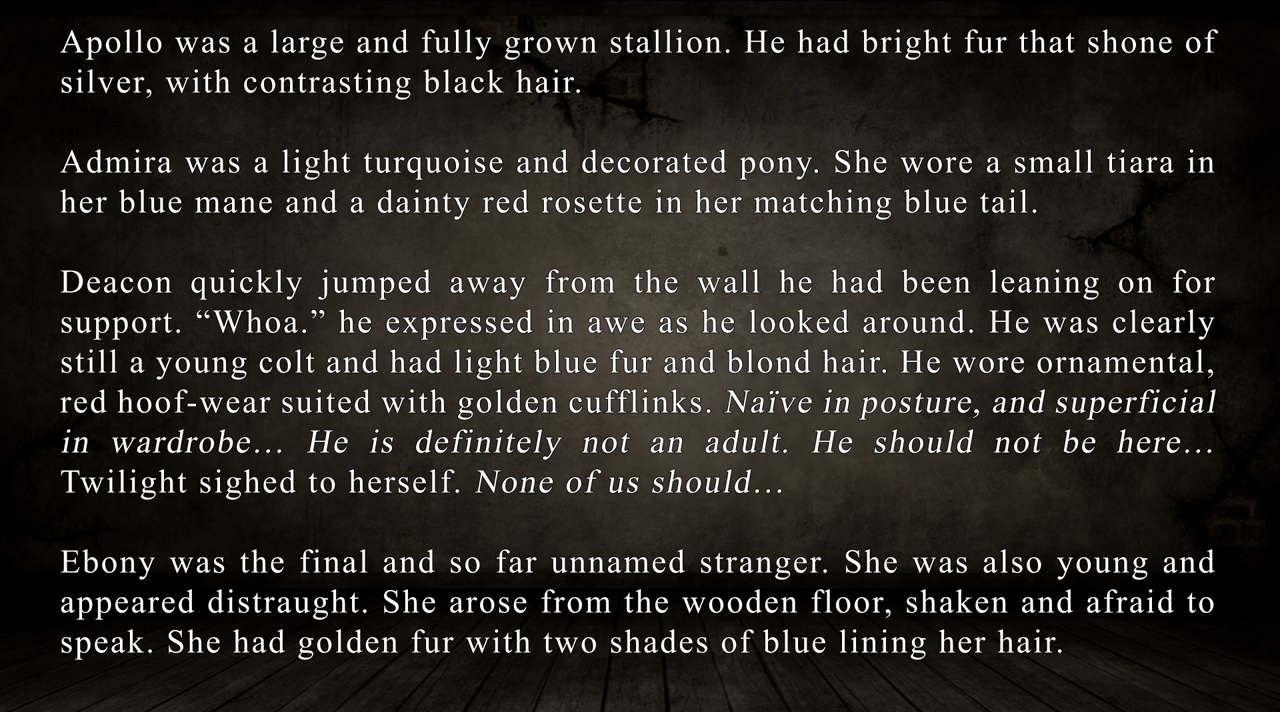 Apollo was a large and fully grown stallion. He had bright fur that shone of
silver, with contrasting black hair.
Admira was a light turquoise and decorated pony. She wore a small tiara in
her blue mane and a dainty red rosette in her matching blue tail.
Deacon quickly jumped away from the wall he had been leaning on for
support. “Whoa.” he expressed in awe as he looked around. He was clearly
still a young colt and had light blue fur and blond hair. He wore ornamental,
red hoof-wear suited with golden cufflinks. Naïve in posture, and superficial
in wardrobe… He is definitely not an adult. He should not be here…
Twilight sighed to herself. None of us should…
Ebony was the final and so far unnamed stranger. She was also young and
appeared distraught. She arose from the wooden floor, shaken and afraid to
speak. She had golden fur with two shades of blue lining her hair.